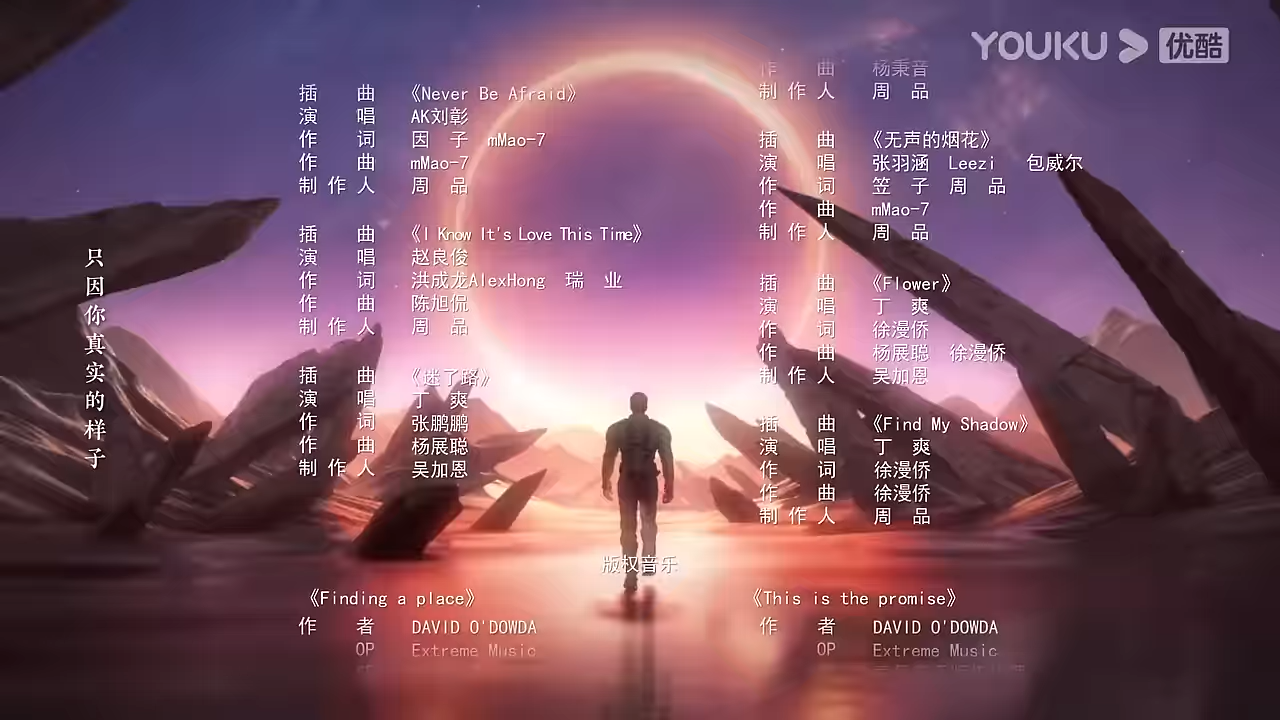 YOUKU 优酷
只因你真实的样子
插 曲 《Never Be Afraid》
演 唱 AK刘彰
作 词 因 子 mMao-7
作 曲 mMao-7
制 作 人 周 品
插 曲 《I Know It's Love This Time》
演 唱 赵良俊
作 词 洪成龙AlexHong 瑞 业
作 曲 陈旭侃
制 作 人 周 品
插 曲 《迷了路》
演 唱 丁 爽
作 词 张鹏鹏
作 曲 杨展聪
制 作 人 吴加恩
作 曲 杨秉音
制 作 人 周 品
插 曲 《无声的烟花》
演 唱 张羽涵 Leezi 包威尔
作 词 笠 子 周 品
作 曲 mMao-7
制 作 人 周 品
插 曲 《Flower》
演 唱 丁 爽
作 词 徐漫侨
作 曲 杨展聪 徐漫侨
制 作 人 吴加恩
插 曲 《Find My Shadow》
演 唱 丁 爽
作 词 徐漫侨
作 曲 徐漫侨
制 作 人 周 品
版权音乐
《Finding a place》
作 者 DAVID O'DOWDA
OP Extreme Music
《This is the promise》
作 者 DAVID O'DOWDA
OP Extreme Music